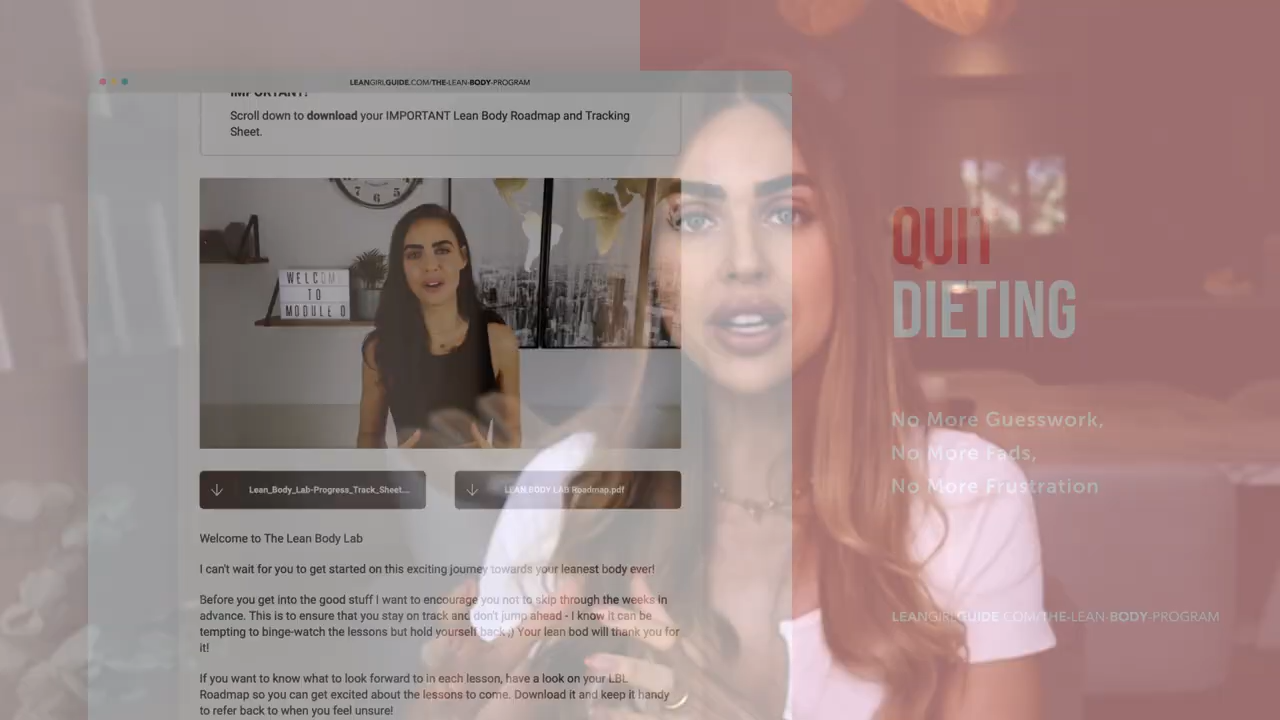 LEANGIRLGUIDE.COM/THE-LEAN-BODY-PROGRAM
IMPORTANT!
Scroll down to download your IMPORTANT Lean Body Roadmap and Tracking
Sheet.
WELCOME
TO
MODULE 0
Lean_Body_Lab-Progress_Track_Sheet...
LEAN BODY LAB Roadmap.pdf
Welcome to The Lean Body Lab
I can't wait for you to get started on this exciting journey towards your leanest body ever!
Before you get into the good stuff I want to encourage you not to skip through the weeks in
advance. This is to ensure that you stay on track and don't jump ahead - I know it can be
tempting to binge-watch the lessons but hold yourself back ;) Your lean bod will thank you for
it!
If you want to know what to look forward to in each lesson, have a look on your LBL
Roadmap so you can get excited about the lessons to come. Download it and keep it handy
to refer back to when you feel unsure!
QUIT
DIETING
No More Guesswork,
No More Fads,
No More Frustration
LEANGIRLGUIDE.COM/THE-LEAN-BODY-PROGRAM